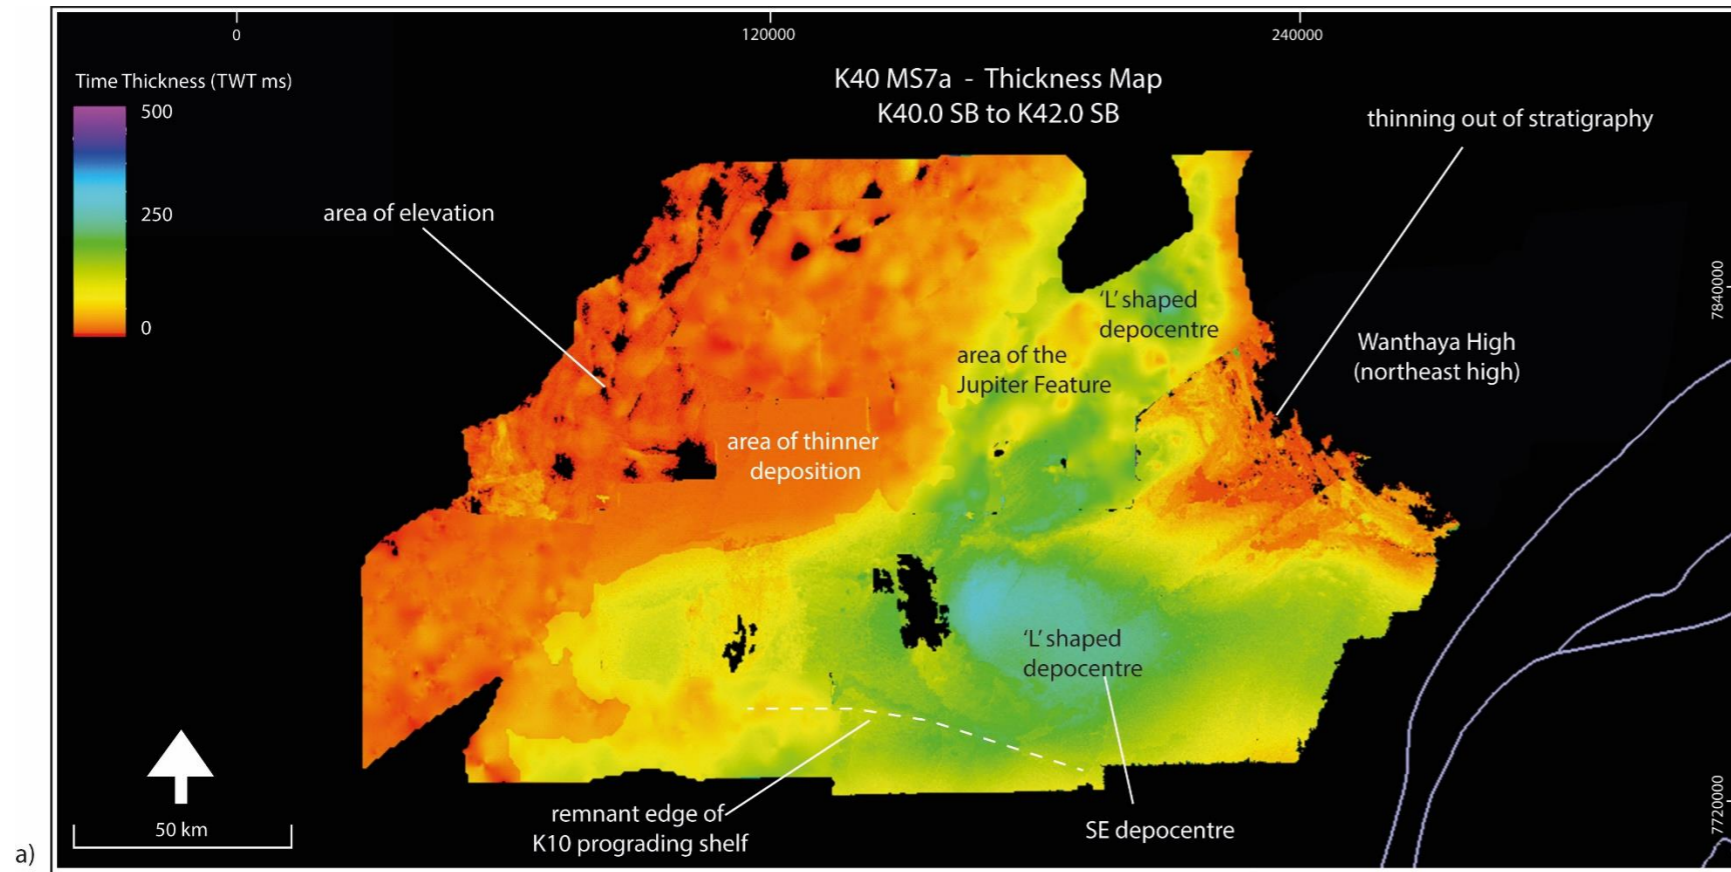 0
120000
240000
Time Thickness (TWT ms)
500
250
0
K40 MS7a - Thickness Map
K40.0 SB to K42.0 SB
thinning out of stratigraphy
area of elevation
7840000
'L' shaped
depocentre
Wanthaya High
(northeast high)
area of the
Jupiter Feature
area of thinner
deposition
'L' shaped
depocentre
remnant edge of
K10 prograding shelf
SE depocentre
7720000
50 km
a)